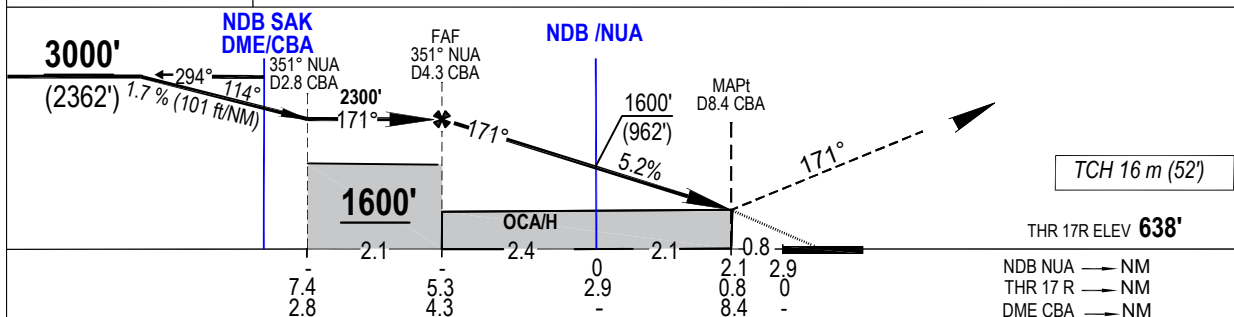 NDB SAK
DME/CBA
FAF
351° NUA
D4.3 CBA
NDB /NUA
3000'
(2362')
351° NUA
D2.8 CBA
294°
114°
1.7 % (101 ft/NM)
2300'
171°
171°
1600'
(962')
5.2%
MAPt
D8.4 CBA
171°
TCH 16 m (52')
1600'
OCA/H
THR 17R ELEV 638'
2.1 2.4 2.1 0.8
- - 0 2.1 2.9
7.4 5.3 2.9 0.8 0
2.8 4.3 - 8.4 -
NDB NUA NM
THR 17 R NM
DME CBA NM